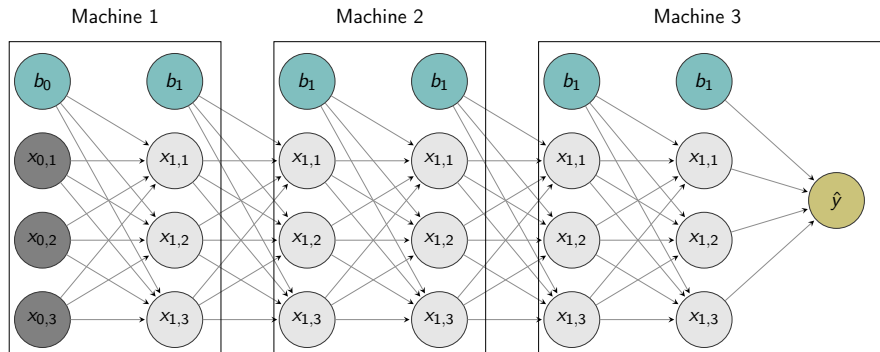 Machine 1 Machine 2 Machine 3
b₀ b₁ b₁ b₁ b₁ b₁
x₀,₁ x₁,₁ x₁,₁ x₁,₁ x₁,₁ x₁,₁
ŷ
x₀,₂ x₁,₂ x₁,₂ x₁,₂ x₁,₂ x₁,₂
x₀,₃ x₁,₃ x₁,₃ x₁,₃ x₁,₃ x₁,₃